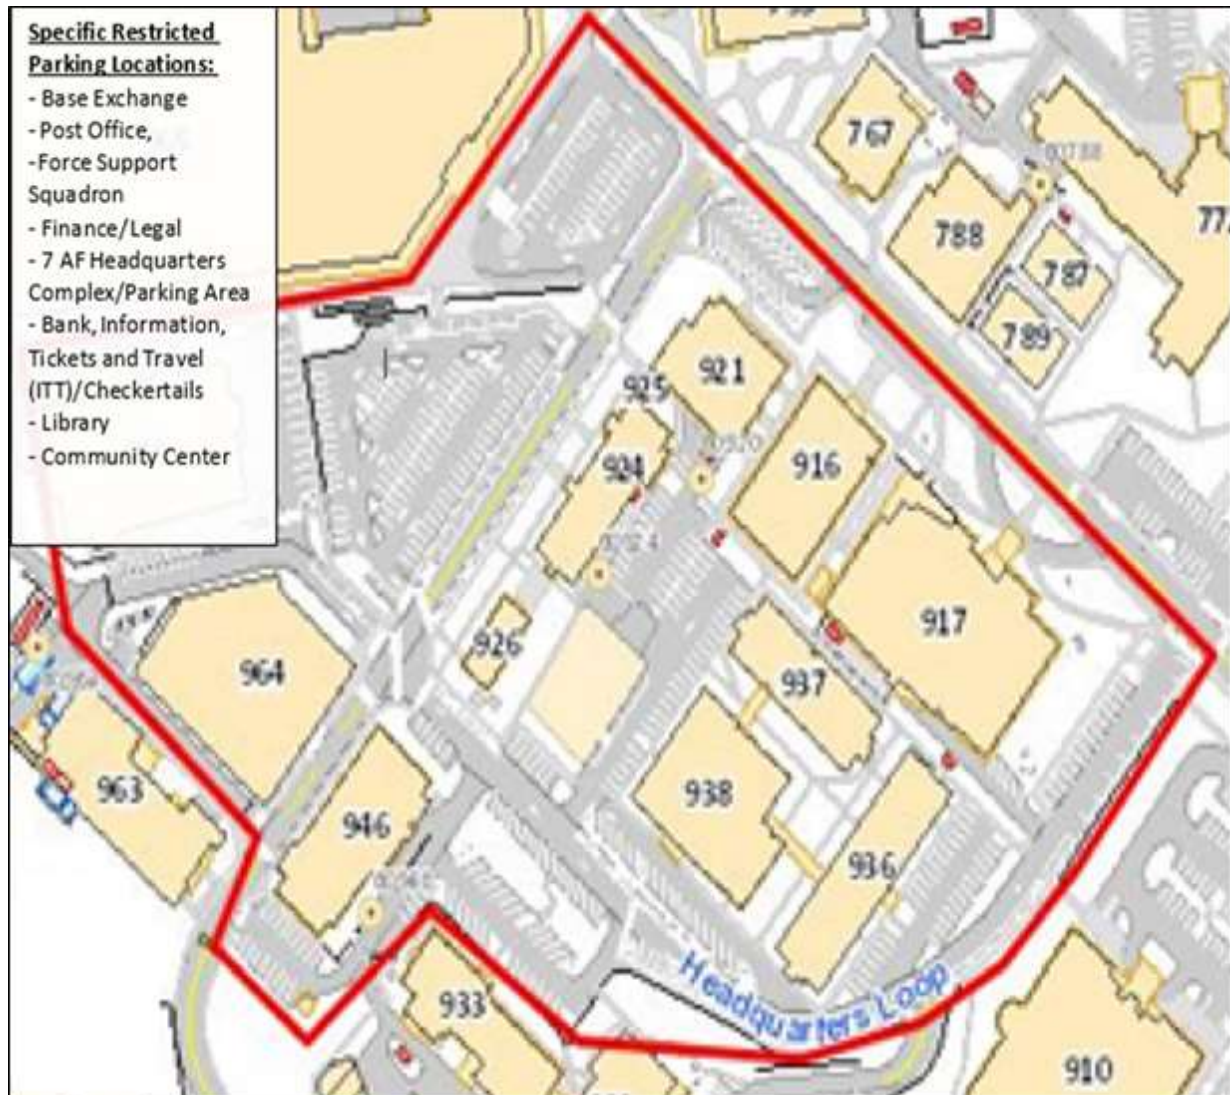 Specific Restricted
Parking Locations:
- Base Exchange
- Post Office,
-Force Support
Squadron
- Finance/Legal
- 7 AF Headquarters
Complex/Parking Area
- Bank, Information,
Tickets and Travel
(ITT)/Checkertails
- Library
- Community Center
767
788
787
789
921
925
924
916
917
926
937
964
963
946
938
936
933
910
Headquarters Loop